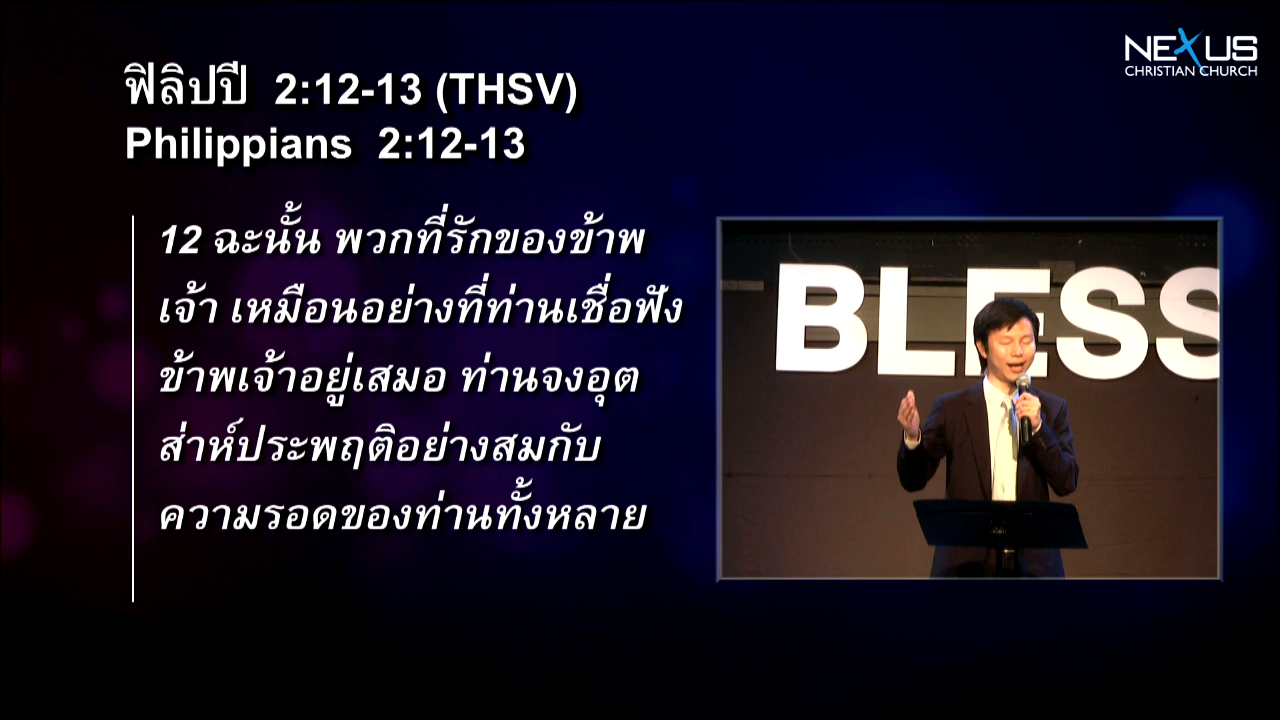 ฟิลิปปี 2:12-13 (THSV)
Philippians 2:12-13
12 ฉะนั้น พวกที่รักของข้าพ
เจ้า เหมือนอย่างที่ท่านเชื่อฟัง
ข้าพเจ้าอยู่เสมอ ท่านจงอุต
ส่าห์ประพฤติอย่างสมกับ
ความรอดของท่านทั้งหลาย
NEXUS
CHRISTIAN CHURCH
BLESS